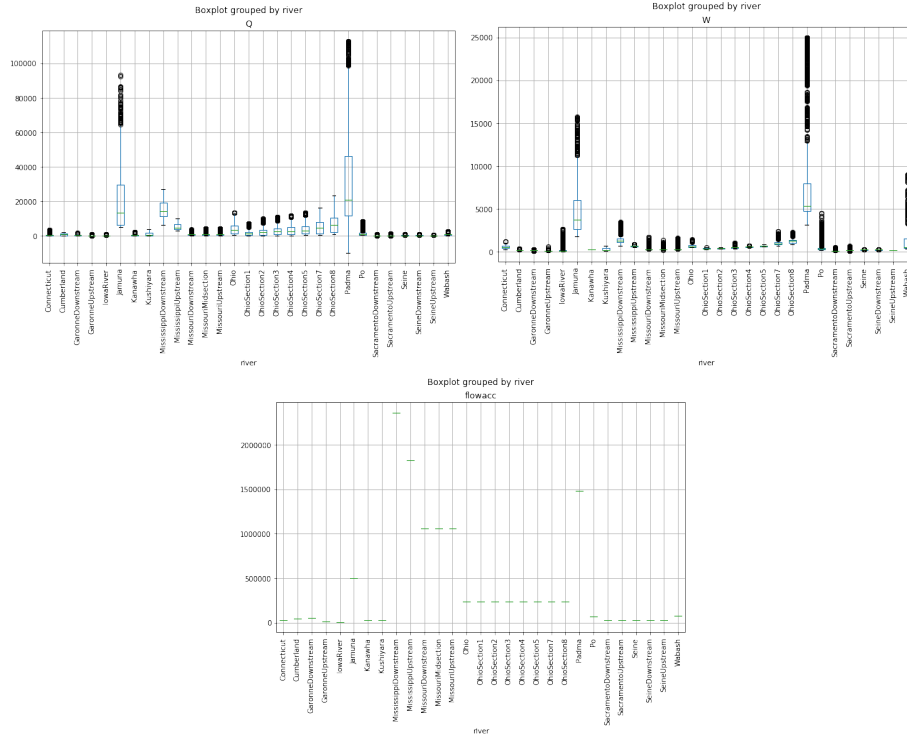 Boxplot grouped by river
Q
100000
80000
60000
40000
20000
0
Connecticut
Cumberland
GaronneDownstream
GaronneUpstream
IowaRiver
jamuna
Kanawha
Kushiyara
MississippiDownstream
MississippiUpstream
MissouriDownstream
MissouriMidsection
MissouriUpstream
Ohio
OhioSection1
OhioSection2
OhioSection3
OhioSection4
OhioSection5
OhioSection7
OhioSection8
Padma
Po
SacramentoDownstream
SacramentoUpstream
Seine
SeineDownstream
SeineUpstream
Wabash
river
Boxplot grouped by river
W
25000
20000
15000
10000
5000
0
Connecticut
Cumberland
GaronneDownstream
GaronneUpstream
IowaRiver
jamuna
Kanawha
Kushiyara
MississippiDownstream
MississippiUpstream
MissouriDownstream
MissouriMidsection
MissouriUpstream
Ohio
OhioSection1
OhioSection2
OhioSection3
OhioSection4
OhioSection5
OhioSection7
OhioSection8
Padma
Po
SacramentoDownstream
SacramentoUpstream
Seine
SeineDownstream
SeineUpstream
Wabash
river
Boxplot grouped by river
flowacc
2000000
1500000
1000000
500000
0
Connecticut
Cumberland
GaronneDownstream
GaronneUpstream
IowaRiver
jamuna
Kanawha
Kushiyara
MississippiDownstream
MississippiUpstream
MissouriDownstream
MissouriMidsection
MissouriUpstream
Ohio
OhioSection1
OhioSection2
OhioSection3
OhioSection4
OhioSection5
OhioSection7
OhioSection8
Padma
Po
SacramentoDownstream
SacramentoUpstream
Seine
SeineDownstream
SeineUpstream
Wabash
river